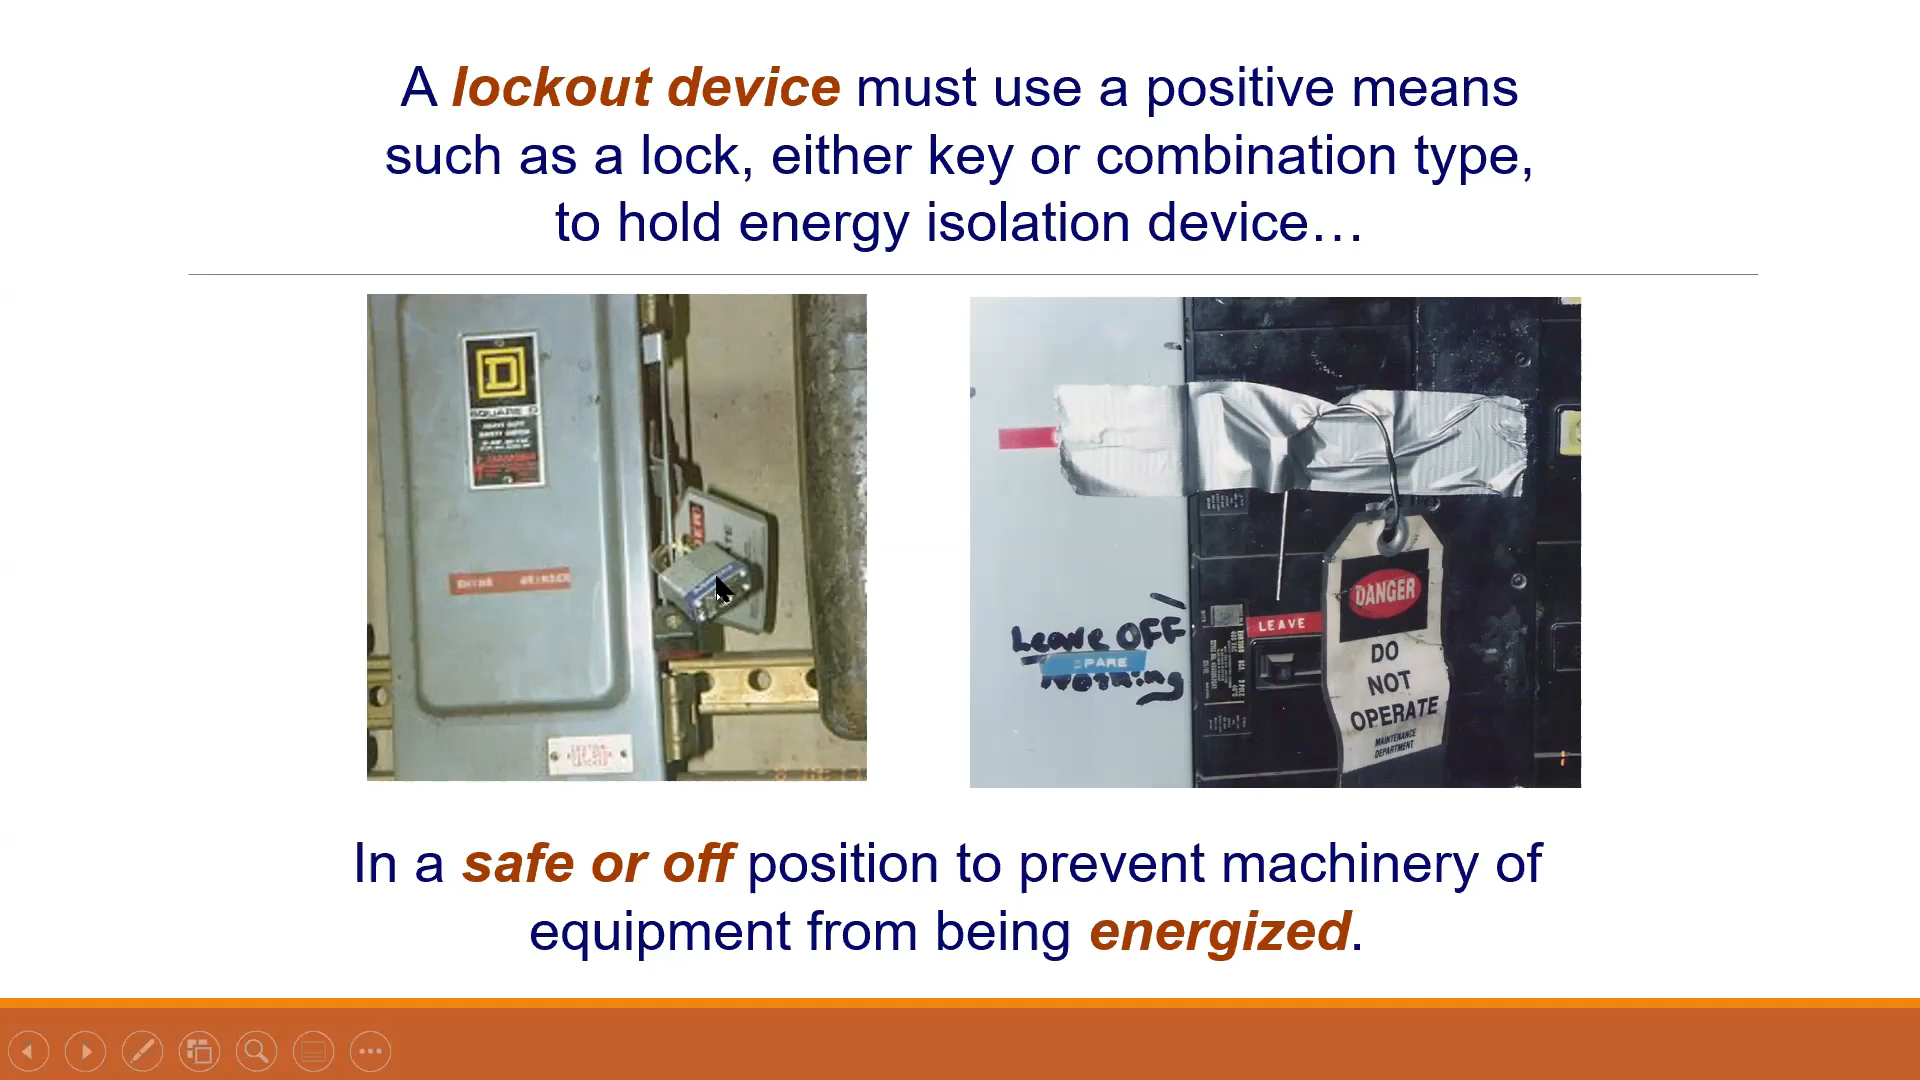 A lockout device must use a positive means
such as a lock, either key or combination type,
to hold energy isolation device…
SQUARE D
LEAVE
Leave OFF
PARE
Nothing
DANGER
DO
NOT
OPERATE
MAINTENANCE
DEPARTMENT
In a safe or off position to prevent machinery of
equipment from being energized.